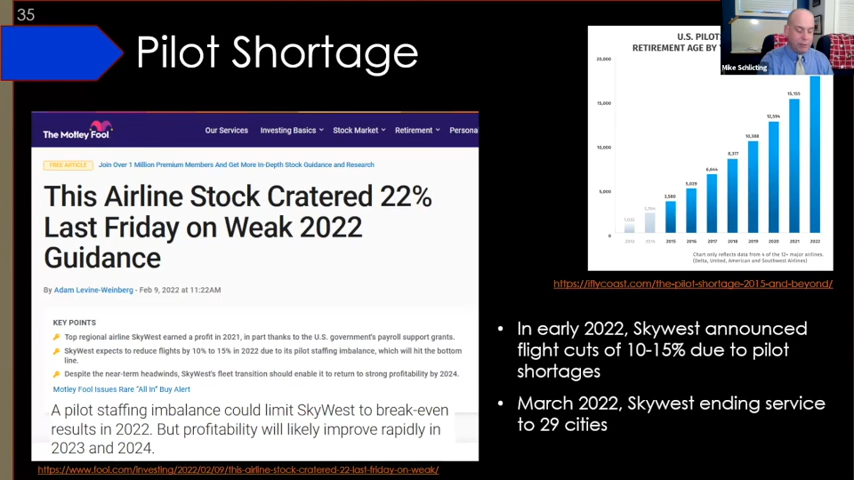 35
Pilot Shortage
Mike Schlicting
The Motley Fool
Our Services
Investing Basics
Stock Market
Retirement
Persona
FREE ARTICLE
Join Over 1 Million Premium Members And Get More In-Depth Stock Guidance and Research
This Airline Stock Cratered 22%
Last Friday on Weak 2022
Guidance
By Adam Levine-Weinberg - Feb 9, 2022 at 11:22AM
KEY POINTS
Top regional airline SkyWest earned a profit in 2021, in part thanks to the U.S. government's payroll support grants.
SkyWest expects to reduce flights by 10% to 15% in 2022 due to its pilot staffing imbalance, which will hit the bottom
line.
Despite the near-term headwinds, SkyWest's fleet transition should enable it to return to strong profitability by 2024.
Motley Fool Issues Rare "All In" Buy Alert
A pilot staffing imbalance could limit SkyWest to break-even
results in 2022. But profitability will likely improve rapidly in
2023 and 2024.
https://www.fool.com/investing/2022/02/09/this-airline-stock-cratered-22-last-friday-on-weak/
U.S. PILOTS
RETIREMENT AGE BY
20,000
15,000
10,000
5,000
0
3,580
5,029
6,644
8,377
10,388
12,594
15,155
2013
2014
2015
2016
2017
2018
2019
2020
2021
2022
Chart only reflects data from 4 of the 12+ major airlines.
(Delta, United, American and Southwest Airlines)
https://iflycoast.com/the-pilot-shortage-2015-and-beyond/
• In early 2022, Skywest announced
flight cuts of 10-15% due to pilot
shortages
• March 2022, Skywest ending service
to 29 cities